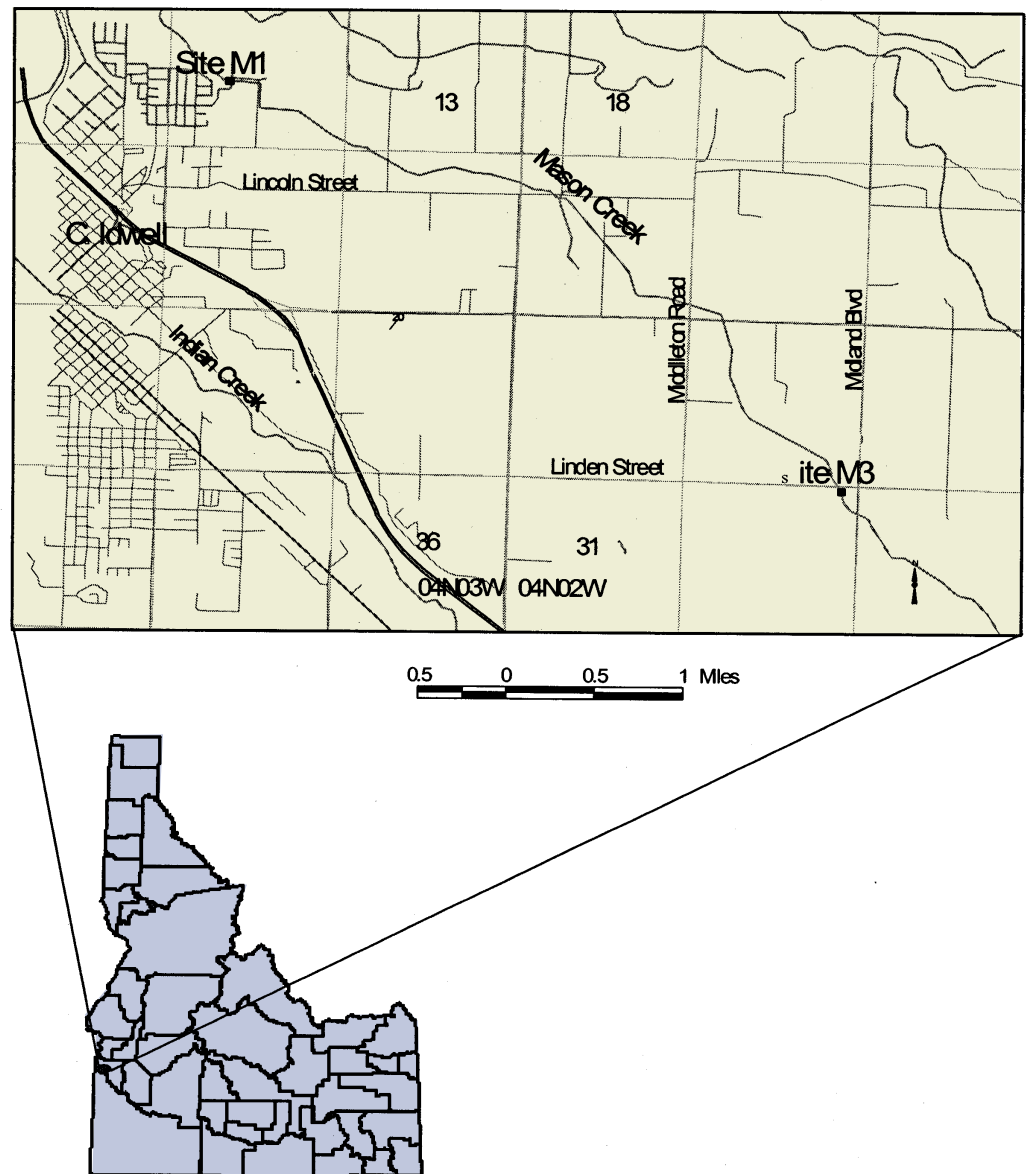 Site M1
13
18
Mason Creek
Lincoln Street
C. ldwell
Middleton Road
Midland Blvd
Indian Creek
Linden Street
s ite M3
36
31
04N03W 04N02W
N
0.5 0 0.5 1 Miles